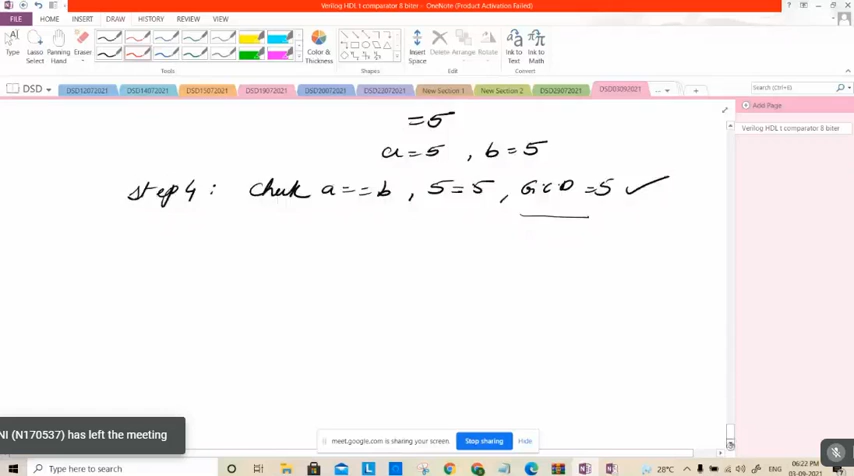 Verilog HDL t comparator 8 biter - OneNote (Product Activation Failed)
FILE HOME INSERT DRAW HISTORY REVIEW VIEW
Type Lasso Select Panning Hand Eraser Color & Thickness Insert Space Delete Arrange Rotate Ink to Text Ink to Math
Tools Shapes Edit Convert
DSD DSD12072021 DSD14072021 DSD15072021 DSD19072021 DSD20072021 DSD22072021 New Section 1 New Section 2 DSD23072021 DSD03092021 Search (Ctrl+E)
Add Page
Verilog HDL t comparator 8 biter
=5
a=5 , b=5
step 4 : Check a==b , 5=5 , G.C.D =5 ✓
NI (N170537) has left the meeting
meet.google.com is sharing your screen. Stop sharing Hide
Type here to search
28°C
ENG
06:22 PM
03-09-2021